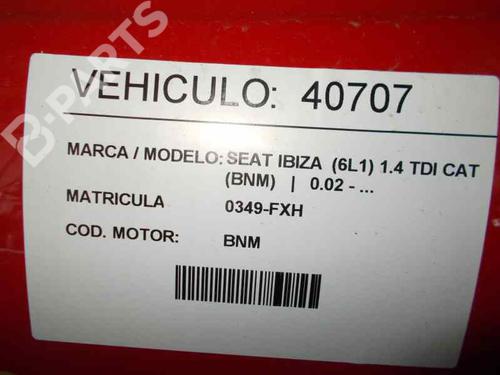 VEHICULO: 40707
MARCA / MODELO: SEAT IBIZA (6L1) 1.4 TDI CAT
(BNM) | 0.02 - ...
MATRICULA 0349-FXH
COD. MOTOR: BNM
B-PARTS